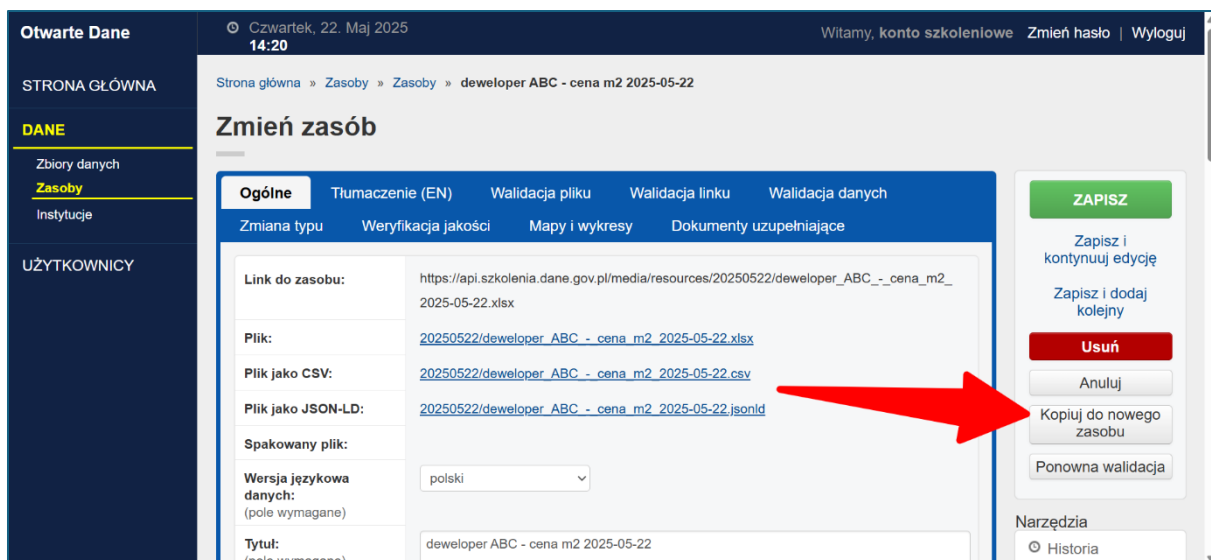 Otwarte Dane
Czwartek, 22. Maj 2025
14:20
Witamy, konto szkoleniowe Zmień hasło | Wyloguj
STRONA GŁÓWNA
DANE
Zbiory danych
Zasoby
Instytucje
UŻYTKOWNICY
Strona główna » Zasoby » Zasoby » deweloper ABC - cena m2 2025-05-22
Zmień zasób
Ogólne Tłumaczenie (EN) Walidacja pliku Walidacja linku Walidacja danych
Zmiana typu Weryfikacja jakości Mapy i wykresy Dokumenty uzupełniające
Link do zasobu: https://api.szkolenia.dane.gov.pl/media/resources/20250522/deweloper_ABC_-_cena_m2_
2025-05-22.xlsx
Plik: 20250522/deweloper_ABC_-_cena_m2_2025-05-22.xlsx
Plik jako CSV: 20250522/deweloper_ABC_-_cena_m2_2025-05-22.csv
Plik jako JSON-LD: 20250522/deweloper_ABC_-_cena_m2_2025-05-22.jsonld
Spakowany plik:
Wersja językowa polski
danych:
(pole wymagane)
Tytuł: deweloper ABC - cena m2 2025-05-22
(pole wymagane)
ZAPISZ
Zapisz i
kontynuuj edycję
Zapisz i dodaj
kolejny
Usuń
Anuluj
Kopiuj do nowego
zasobu
Ponowna walidacja
Narzędzia
Historia